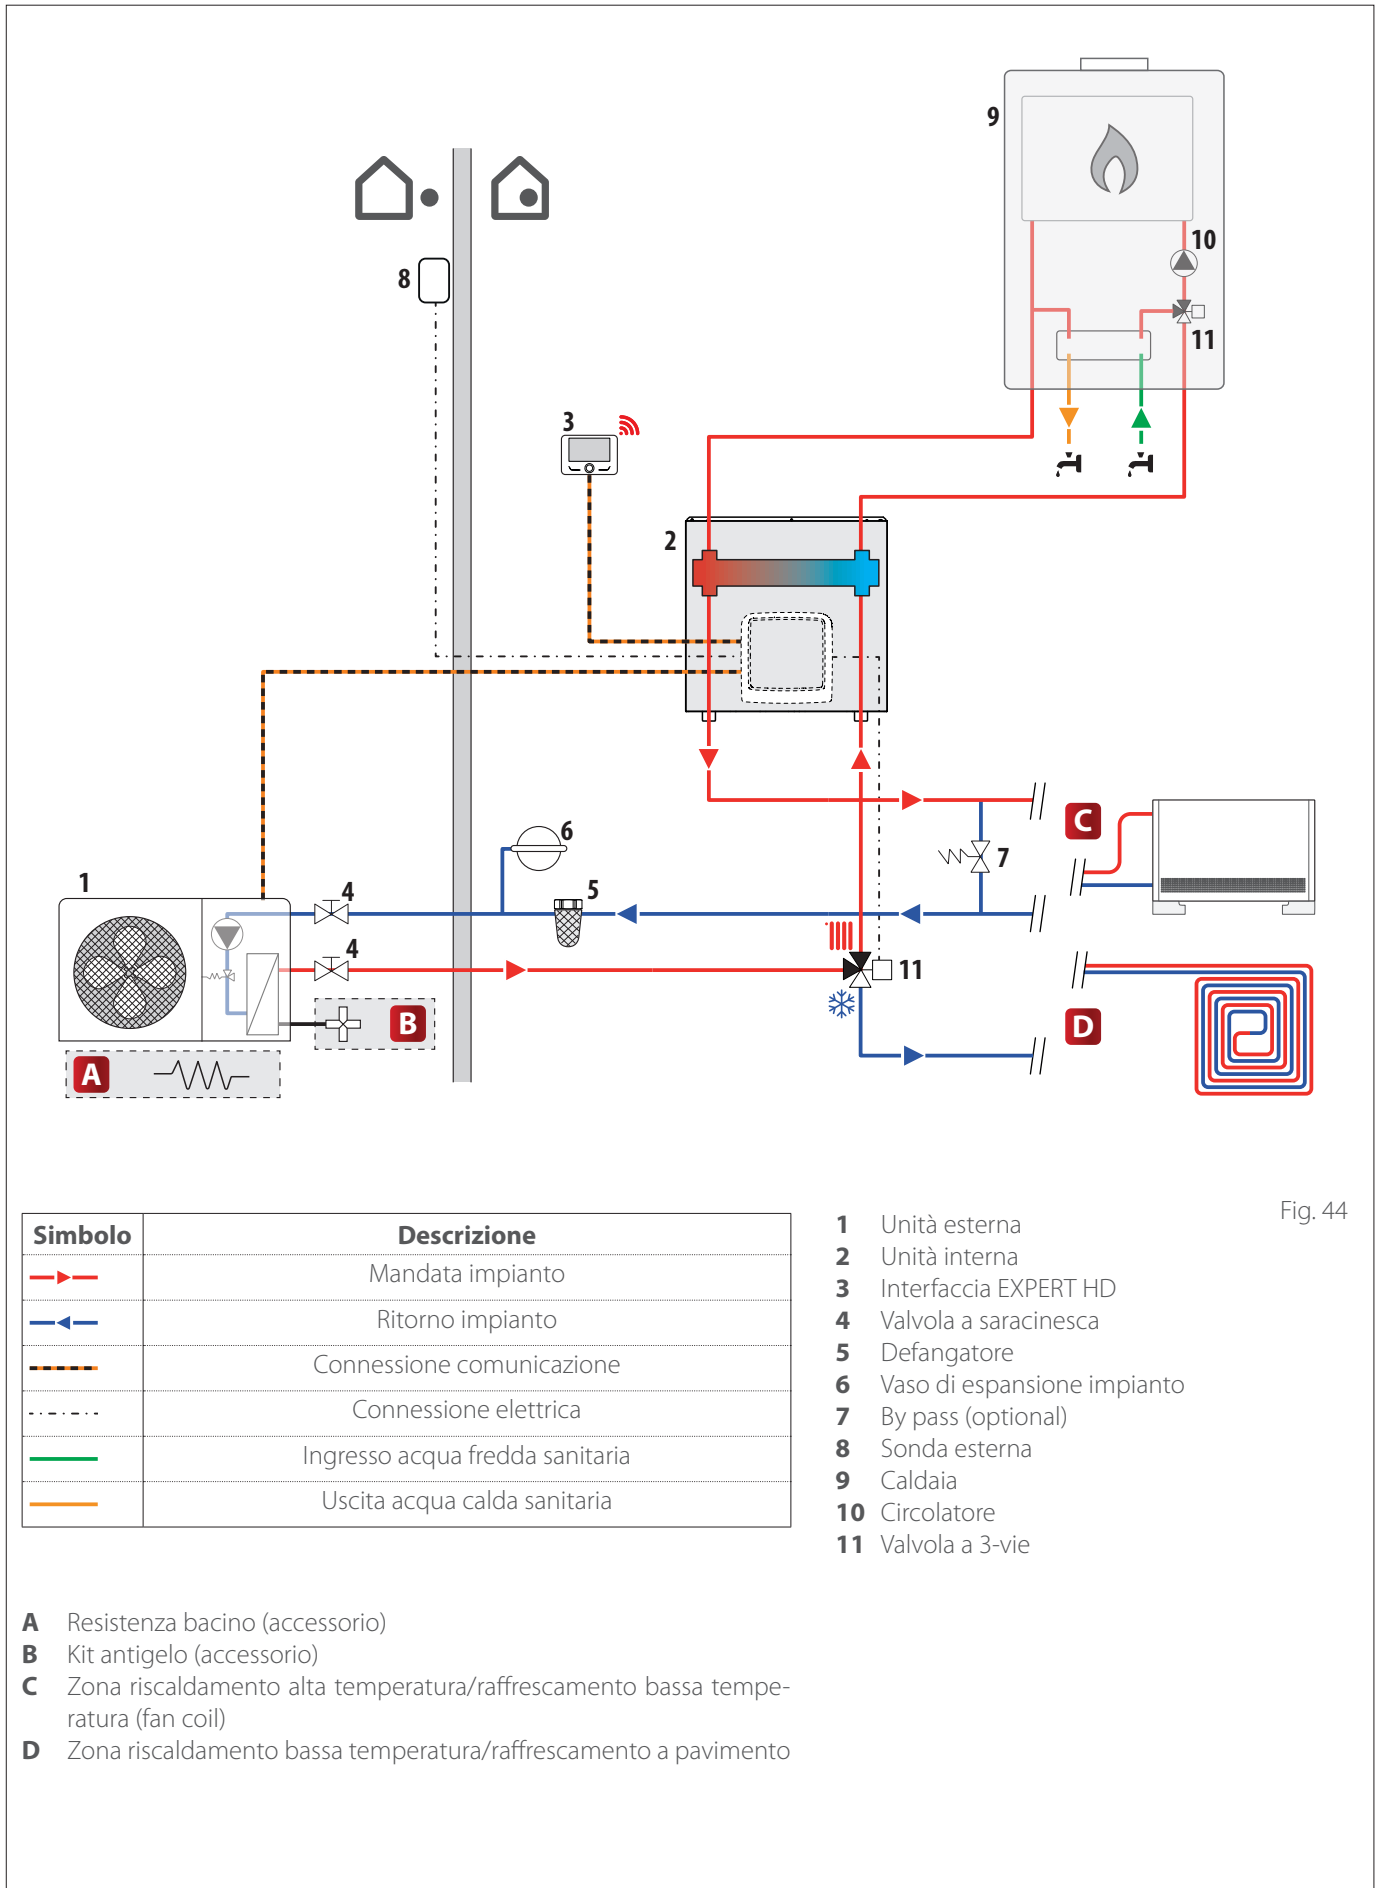 9
10
8
11
3
2
C
6
7
1
4
5
4
11
B
D
A
Fig. 44
Simbolo Descrizione
Mandata impianto
Ritorno impianto
Connessione comunicazione
Connessione elettrica
Ingresso acqua fredda sanitaria
Uscita acqua calda sanitaria
1 Unità esterna
2 Unità interna
3 Interfaccia EXPERT HD
4 Valvola a saracinesca
5 Defangatore
6 Vaso di espansione impianto
7 By pass (optional)
8 Sonda esterna
9 Caldaia
10 Circolatore
11 Valvola a 3-vie
A Resistenza bacino (accessorio)
B Kit antigelo (accessorio)
C Zona riscaldamento alta temperatura/raffrescamento bassa tempe-
ratura (fan coil)
D Zona riscaldamento bassa temperatura/raffrescamento a pavimento